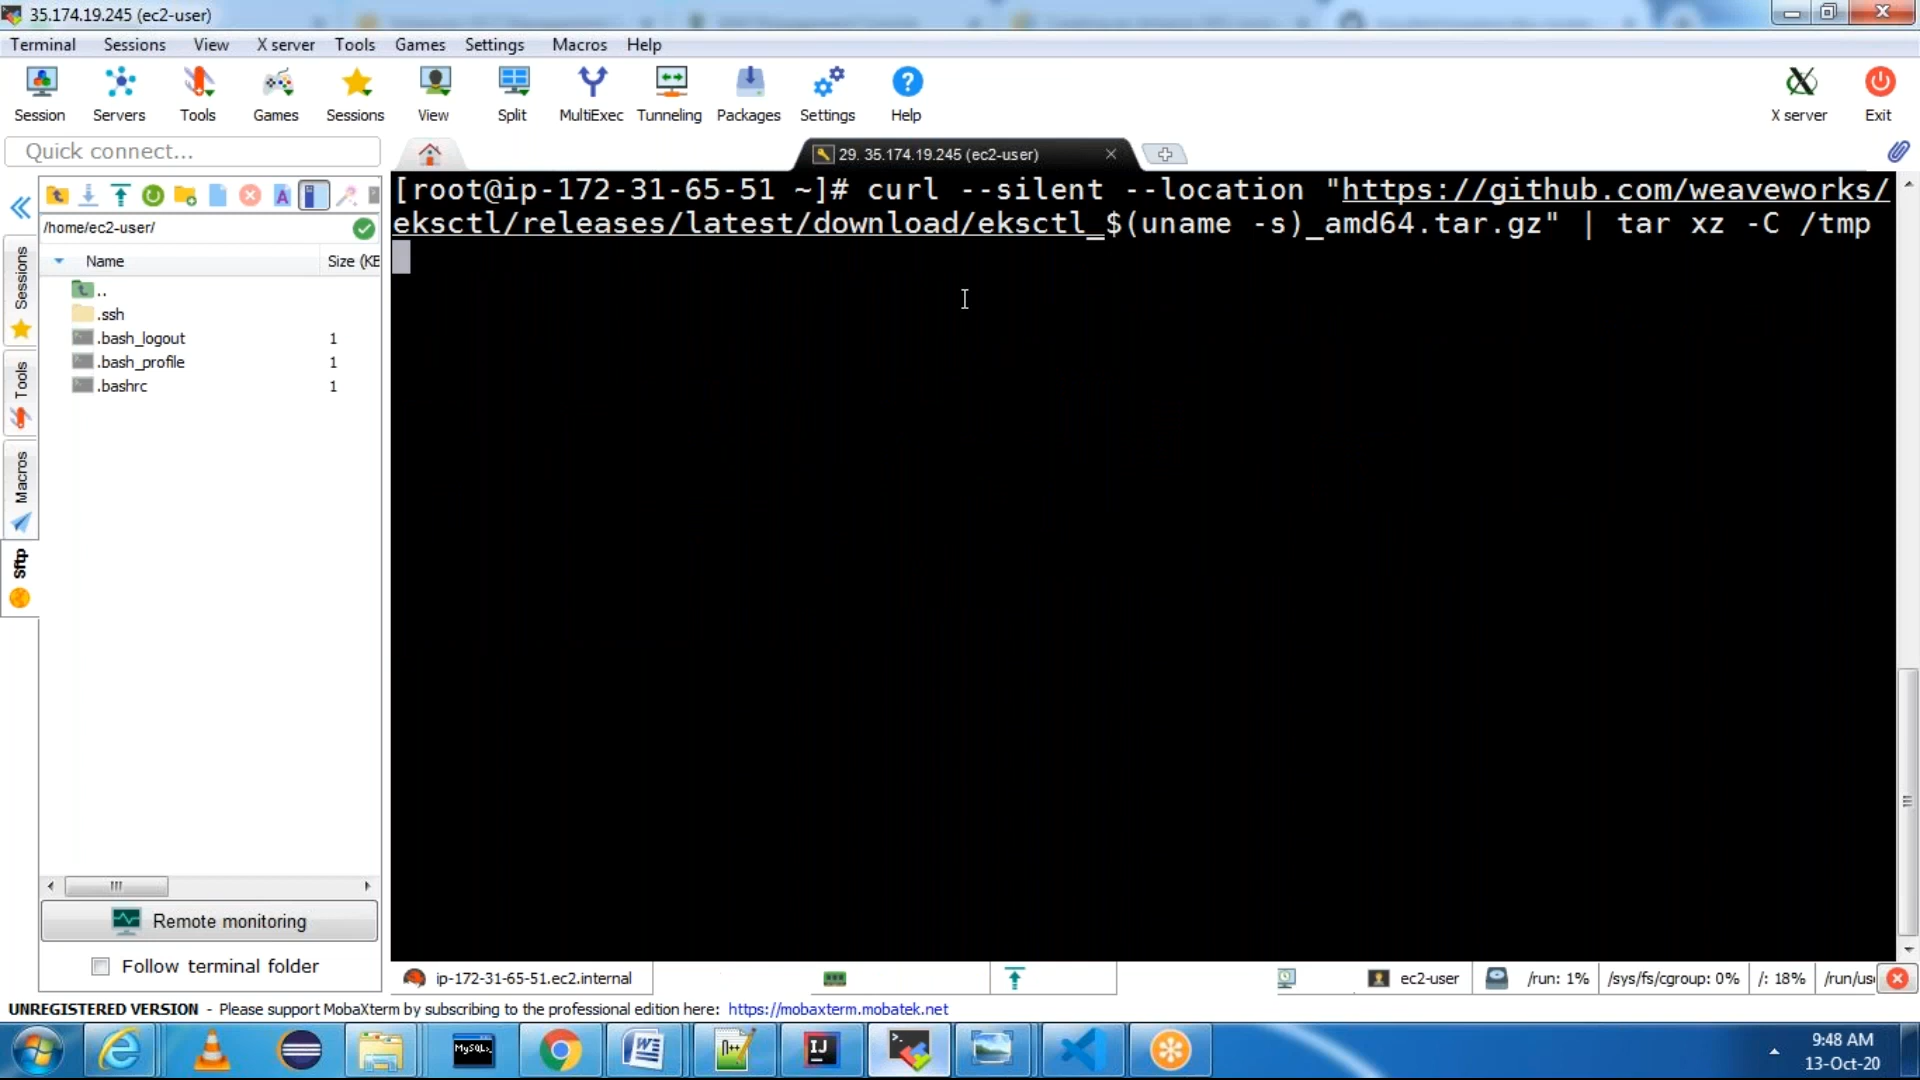 35.174.19.245 (ec2-user)
Terminal Sessions View X server Tools Games Settings Macros Help
Session Servers Tools Games Sessions View Split MultiExec Tunneling Packages Settings Help X server Exit
Quick connect...
29. 35.174.19.245 (ec2-user)
/home/ec2-user/
Name Size (KE
..
.ssh
.bash_logout 1
.bash_profile 1
.bashrc 1
Sessions
Tools
Macros
Sftp
[root@ip-172-31-65-51 ~]# curl --silent --location "https://github.com/weaveworks/
eksctl/releases/latest/download/eksctl_$(uname -s)_amd64.tar.gz" | tar xz -C /tmp
Remote monitoring
Follow terminal folder
ip-172-31-65-51.ec2.internal ec2-user /run: 1% /sys/fs/cgroup: 0% /: 18% /run/us
UNREGISTERED VERSION - Please support MobaXterm by subscribing to the professional edition here: https://mobaxterm.mobatek.net
MySQL>_
N++
IJ
9:48 AM
13-Oct-20